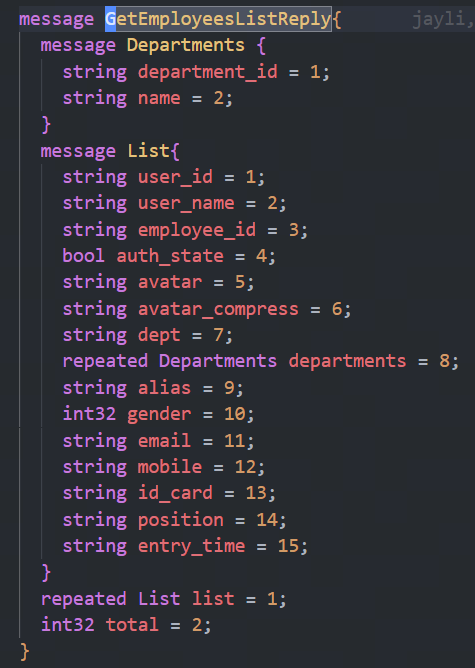 message GetEmployeesListReply{ jayli,
message Departments {
string department_id = 1;
string name = 2;
}
message List{
string user_id = 1;
string user_name = 2;
string employee_id = 3;
bool auth_state = 4;
string avatar = 5;
string avatar_compress = 6;
string dept = 7;
repeated Departments departments = 8;
string alias = 9;
int32 gender = 10;
string email = 11;
string mobile = 12;
string id_card = 13;
string position = 14;
string entry_time = 15;
}
repeated List list = 1;
int32 total = 2;
}